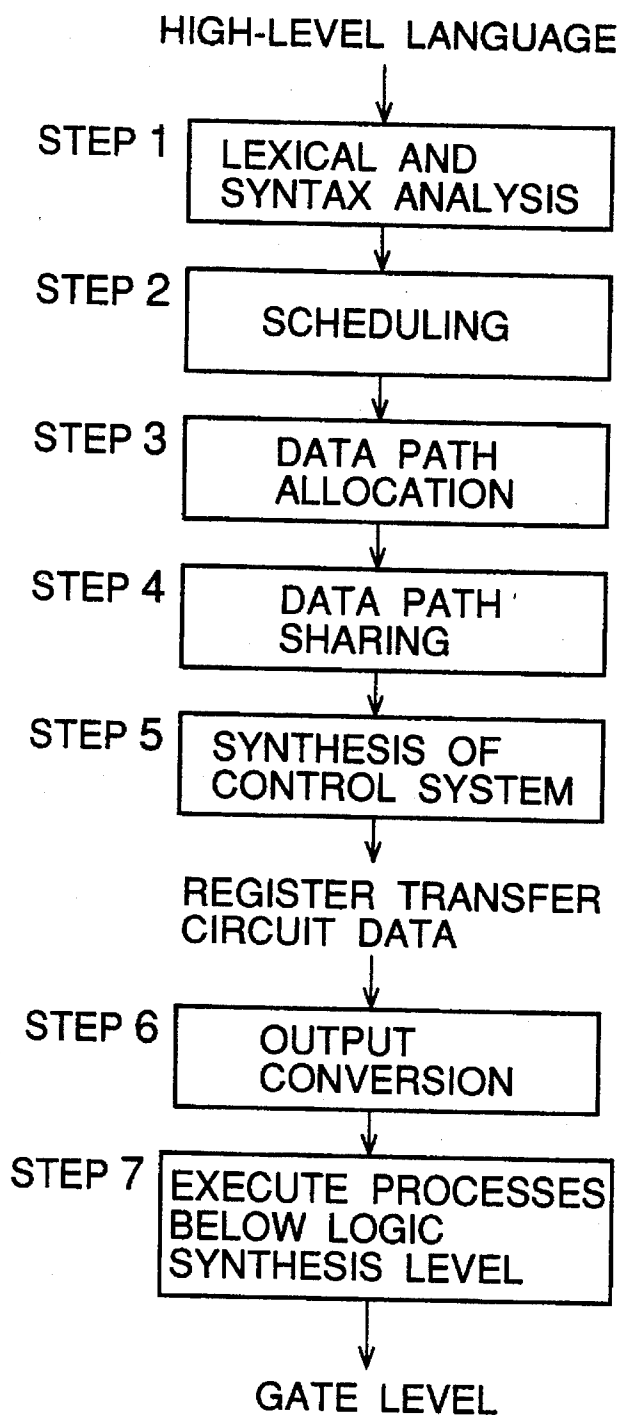 HIGH-LEVEL LANGUAGE
STEP 1
LEXICAL AND
SYNTAX ANALYSIS
STEP 2
SCHEDULING
STEP 3
DATA PATH
ALLOCATION
STEP 4
DATA PATH
SHARING
STEP 5
SYNTHESIS OF
CONTROL SYSTEM
REGISTER TRANSFER
CIRCUIT DATA
STEP 6
OUTPUT
CONVERSION
STEP 7
EXECUTE PROCESSES
BELOW LOGIC
SYNTHESIS LEVEL
GATE LEVEL